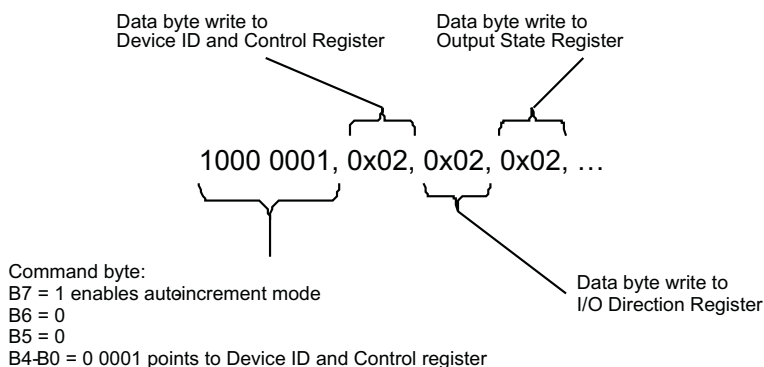 Data byte write to
Device ID and Control Register
Data byte write to
Output State Register
1000 0001, 0x02, 0x02, 0x02, …
Command byte:
B7 = 1 enables autoincrement mode
B6 = 0
B5 = 0
B4-B0 = 0 0001 points to Device ID and Control register
Data byte write to
I/O Direction Register